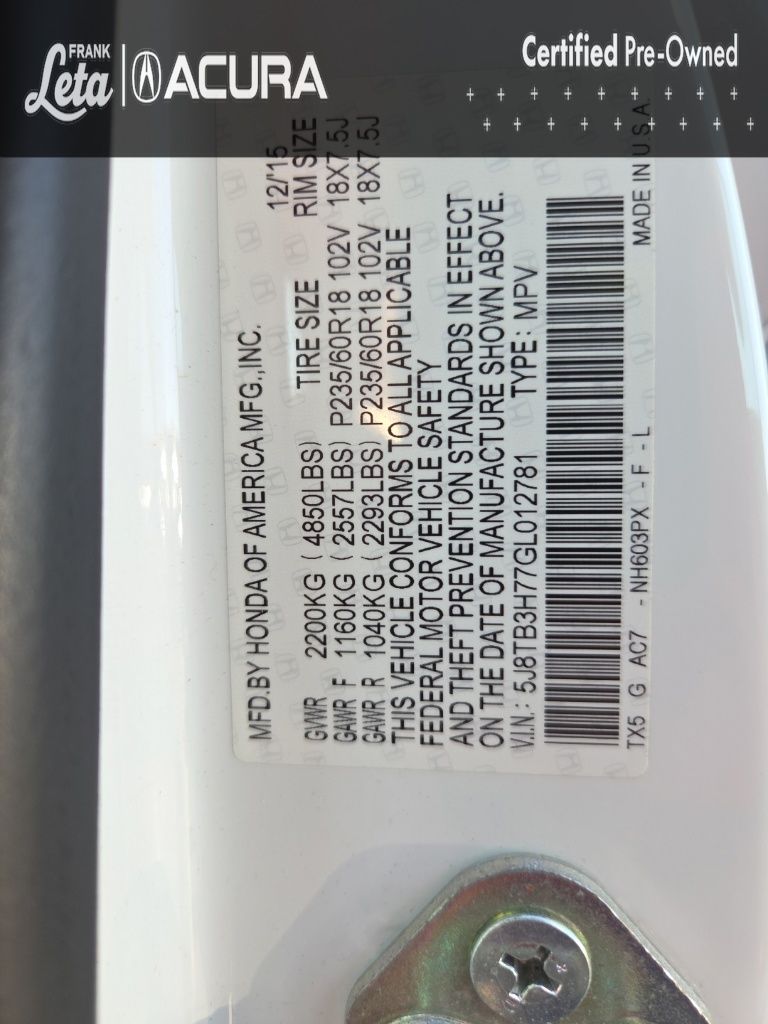 FRANK
Leta
ACURA
Certified Pre-Owned
MFD.BY HONDA OF AMERICA MFG.,INC. 12/'15
GVWR 2200KG ( 4850LBS) TIRE SIZE RIM SIZE
GAWR F 1160KG ( 2557LBS) P235/60R18 102V 18X7.5J
GAWR R 1040KG ( 2293LBS) P235/60R18 102V 18X7.5J
THIS VEHICLE CONFORMS TO ALL APPLICABLE
FEDERAL MOTOR VEHICLE SAFETY
AND THEFT PREVENTION STANDARDS IN EFFECT
ON THE DATE OF MANUFACTURE SHOWN ABOVE.
V.I.N.: 5J8TB3H77GL012781 TYPE: MPV
TX5 G AC7 - NH603PX - F - L MADE IN U.S.A.